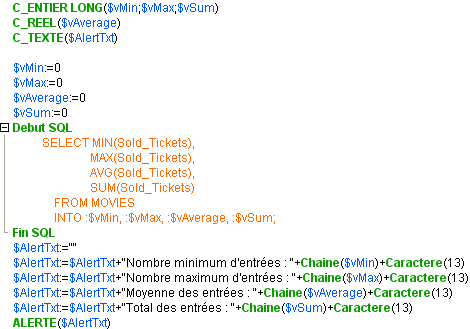 C_ENTIER LONG($vMin;$vMax;$vSum)
C_REEL($vAverage)
C_TEXTE($AlertTxt)
$vMin:=0
$vMax:=0
$vAverage:=0
$vSum:=0
Debut SQL
SELECT MIN(Sold_Tickets),
MAX(Sold_Tickets),
AVG(Sold_Tickets),
SUM(Sold_Tickets)
FROM MOVIES
INTO :$vMin, :$vMax, :$vAverage, :$vSum;
Fin SQL
$AlertTxt:=""
$AlertTxt:=$AlertTxt+"Nombre minimum d'entrées : "+Chaine($vMin)+Caractere(13)
$AlertTxt:=$AlertTxt+"Nombre maximum d'entrées : "+Chaine($vMax)+Caractere(13)
$AlertTxt:=$AlertTxt+"Moyenne des entrées : "+Chaine($vAverage)+Caractere(13)
$AlertTxt:=$AlertTxt+"Total des entrées : "+Chaine($vSum)+Caractere(13)
ALERTE($AlertTxt)